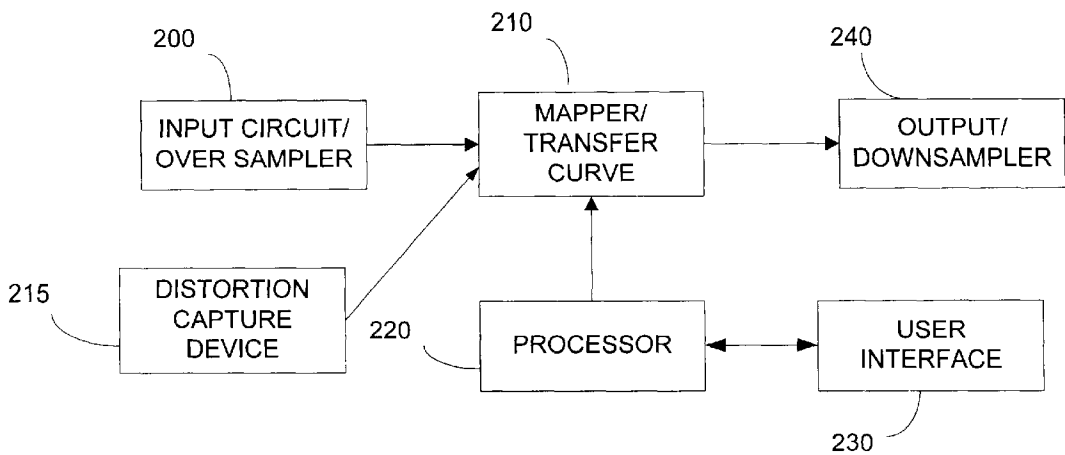 200
210
240
INPUT CIRCUIT/
OVER SAMPLER
MAPPER/
TRANSFER
CURVE
OUTPUT/
DOWNSAMPLER
215
DISTORTION
CAPTURE
DEVICE
220
PROCESSOR
USER
INTERFACE
230